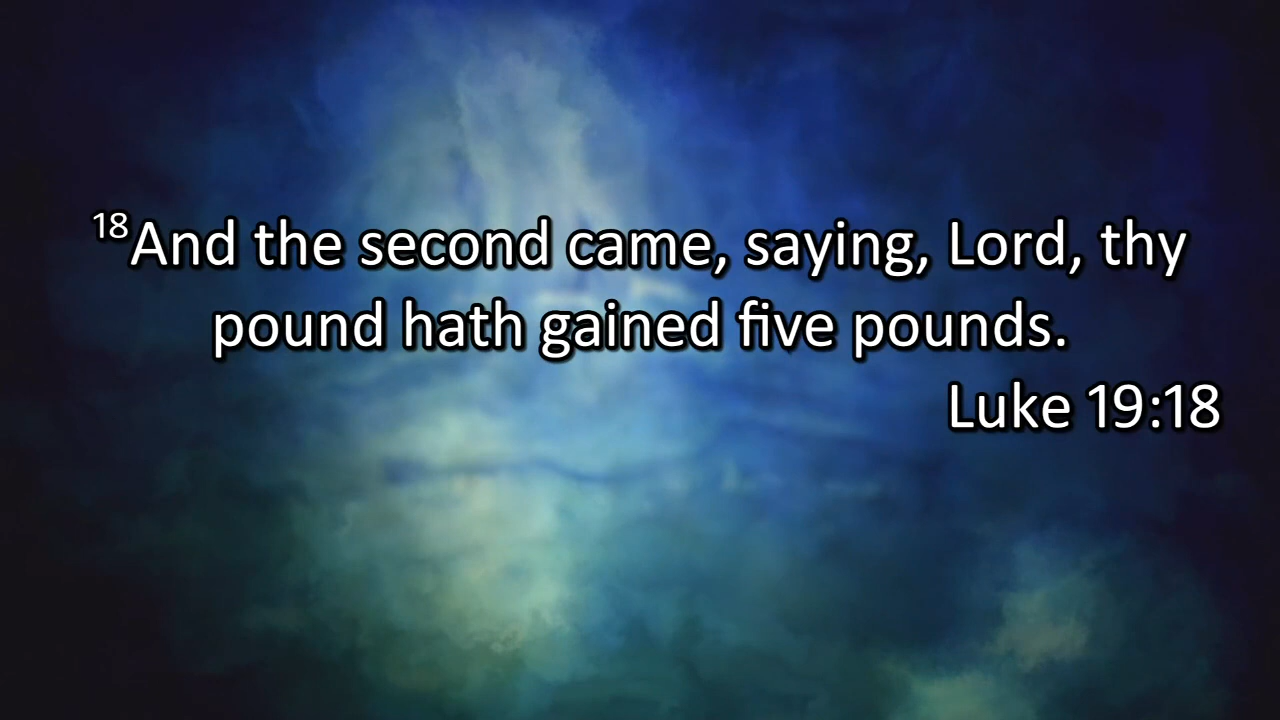 ¹⁸And the second came, saying, Lord, thy
pound hath gained five pounds.
Luke 19:18